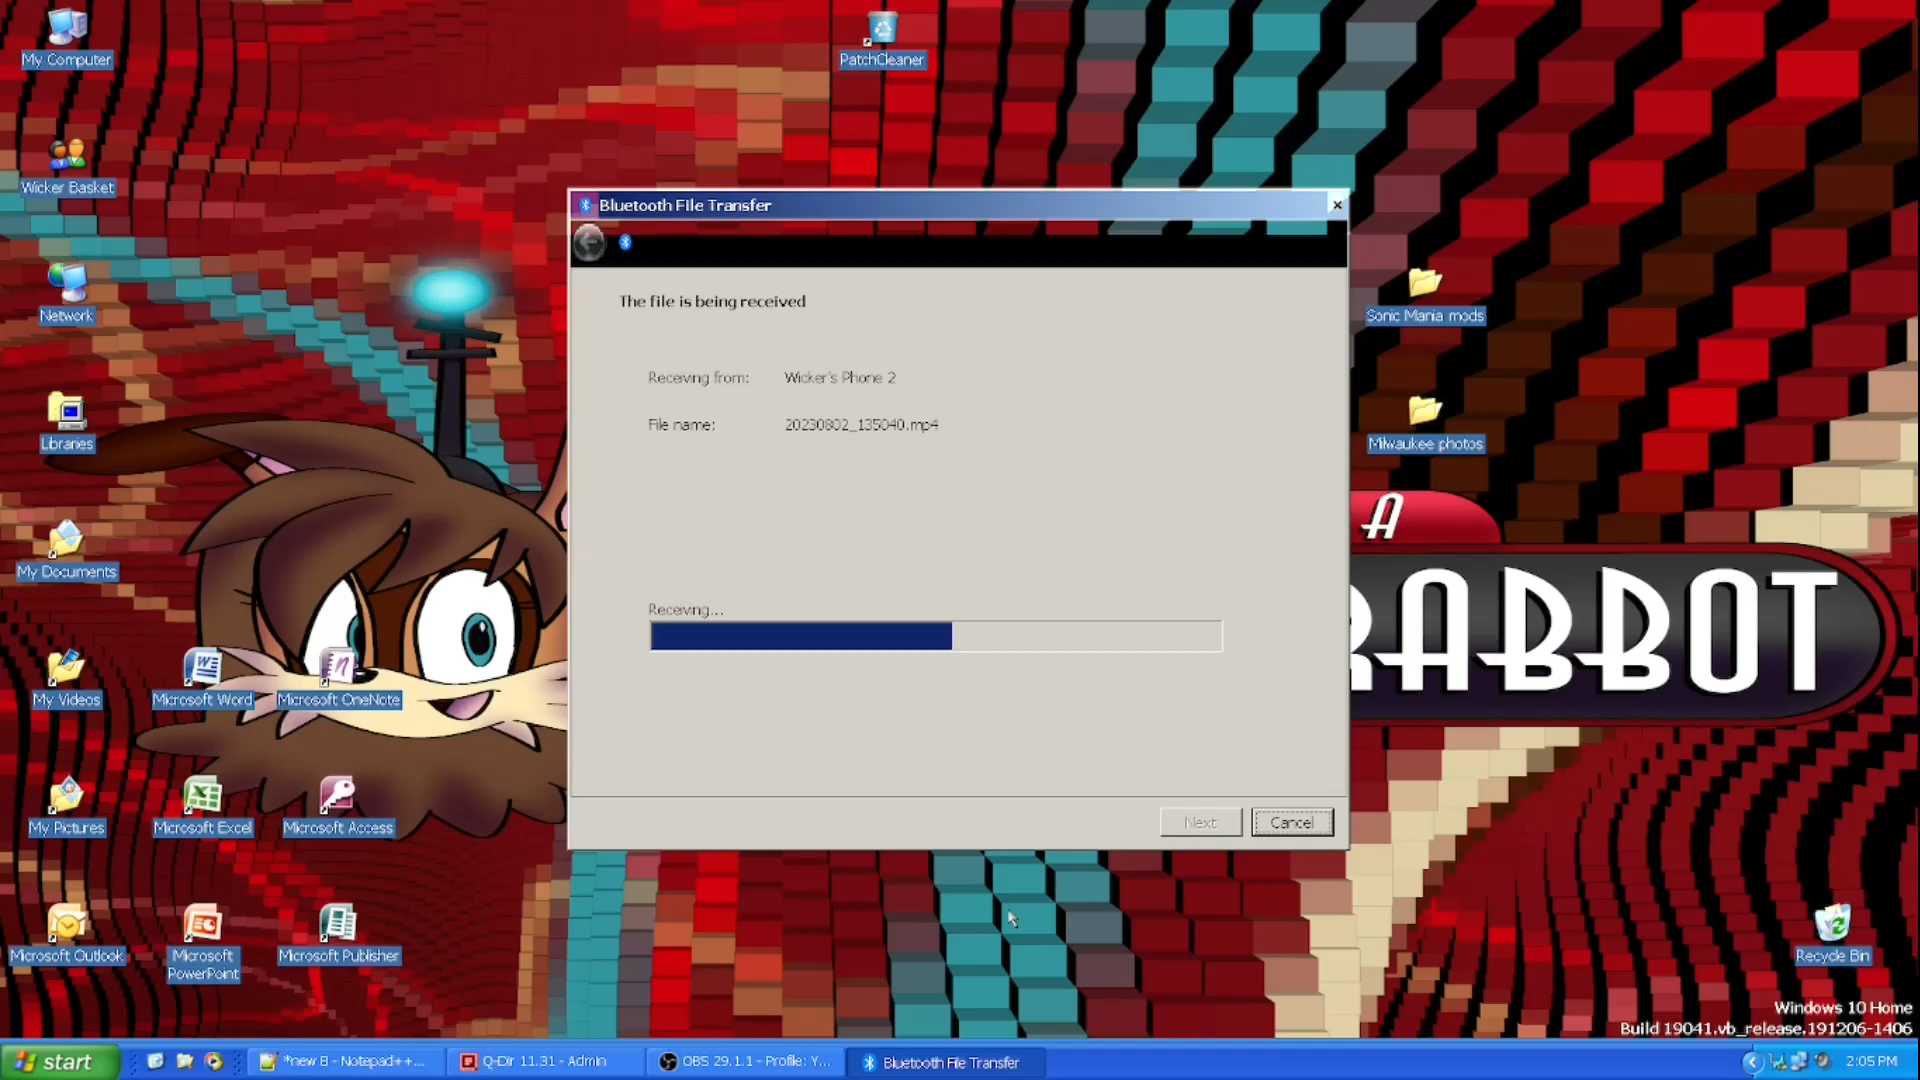 My Computer
PatchCleaner
Wicker Basket
Bluetooth File Transfer
The file is being received
Network
Sonic Mania mods
Receiving from: Wicker's Phone 2
File name: 20230802_135040.mp4
Libraries
Milwaukee photos
A
RABBOT
My Documents
Receiving...
My Videos
Microsoft Word
Microsoft OneNote
My Pictures
Microsoft Excel
Microsoft Access
Next
Cancel
Microsoft Outlook
Microsoft
PowerPoint
Microsoft Publisher
Recycle Bin
Windows 10 Home
Build 19041.vb_release.191206-1406
start
*new 8 - Notepad++...
Q-Dir 11.31 - Admin
OBS 29.1.1 - Profile: Y...
Bluetooth File Transfer
2:05 PM